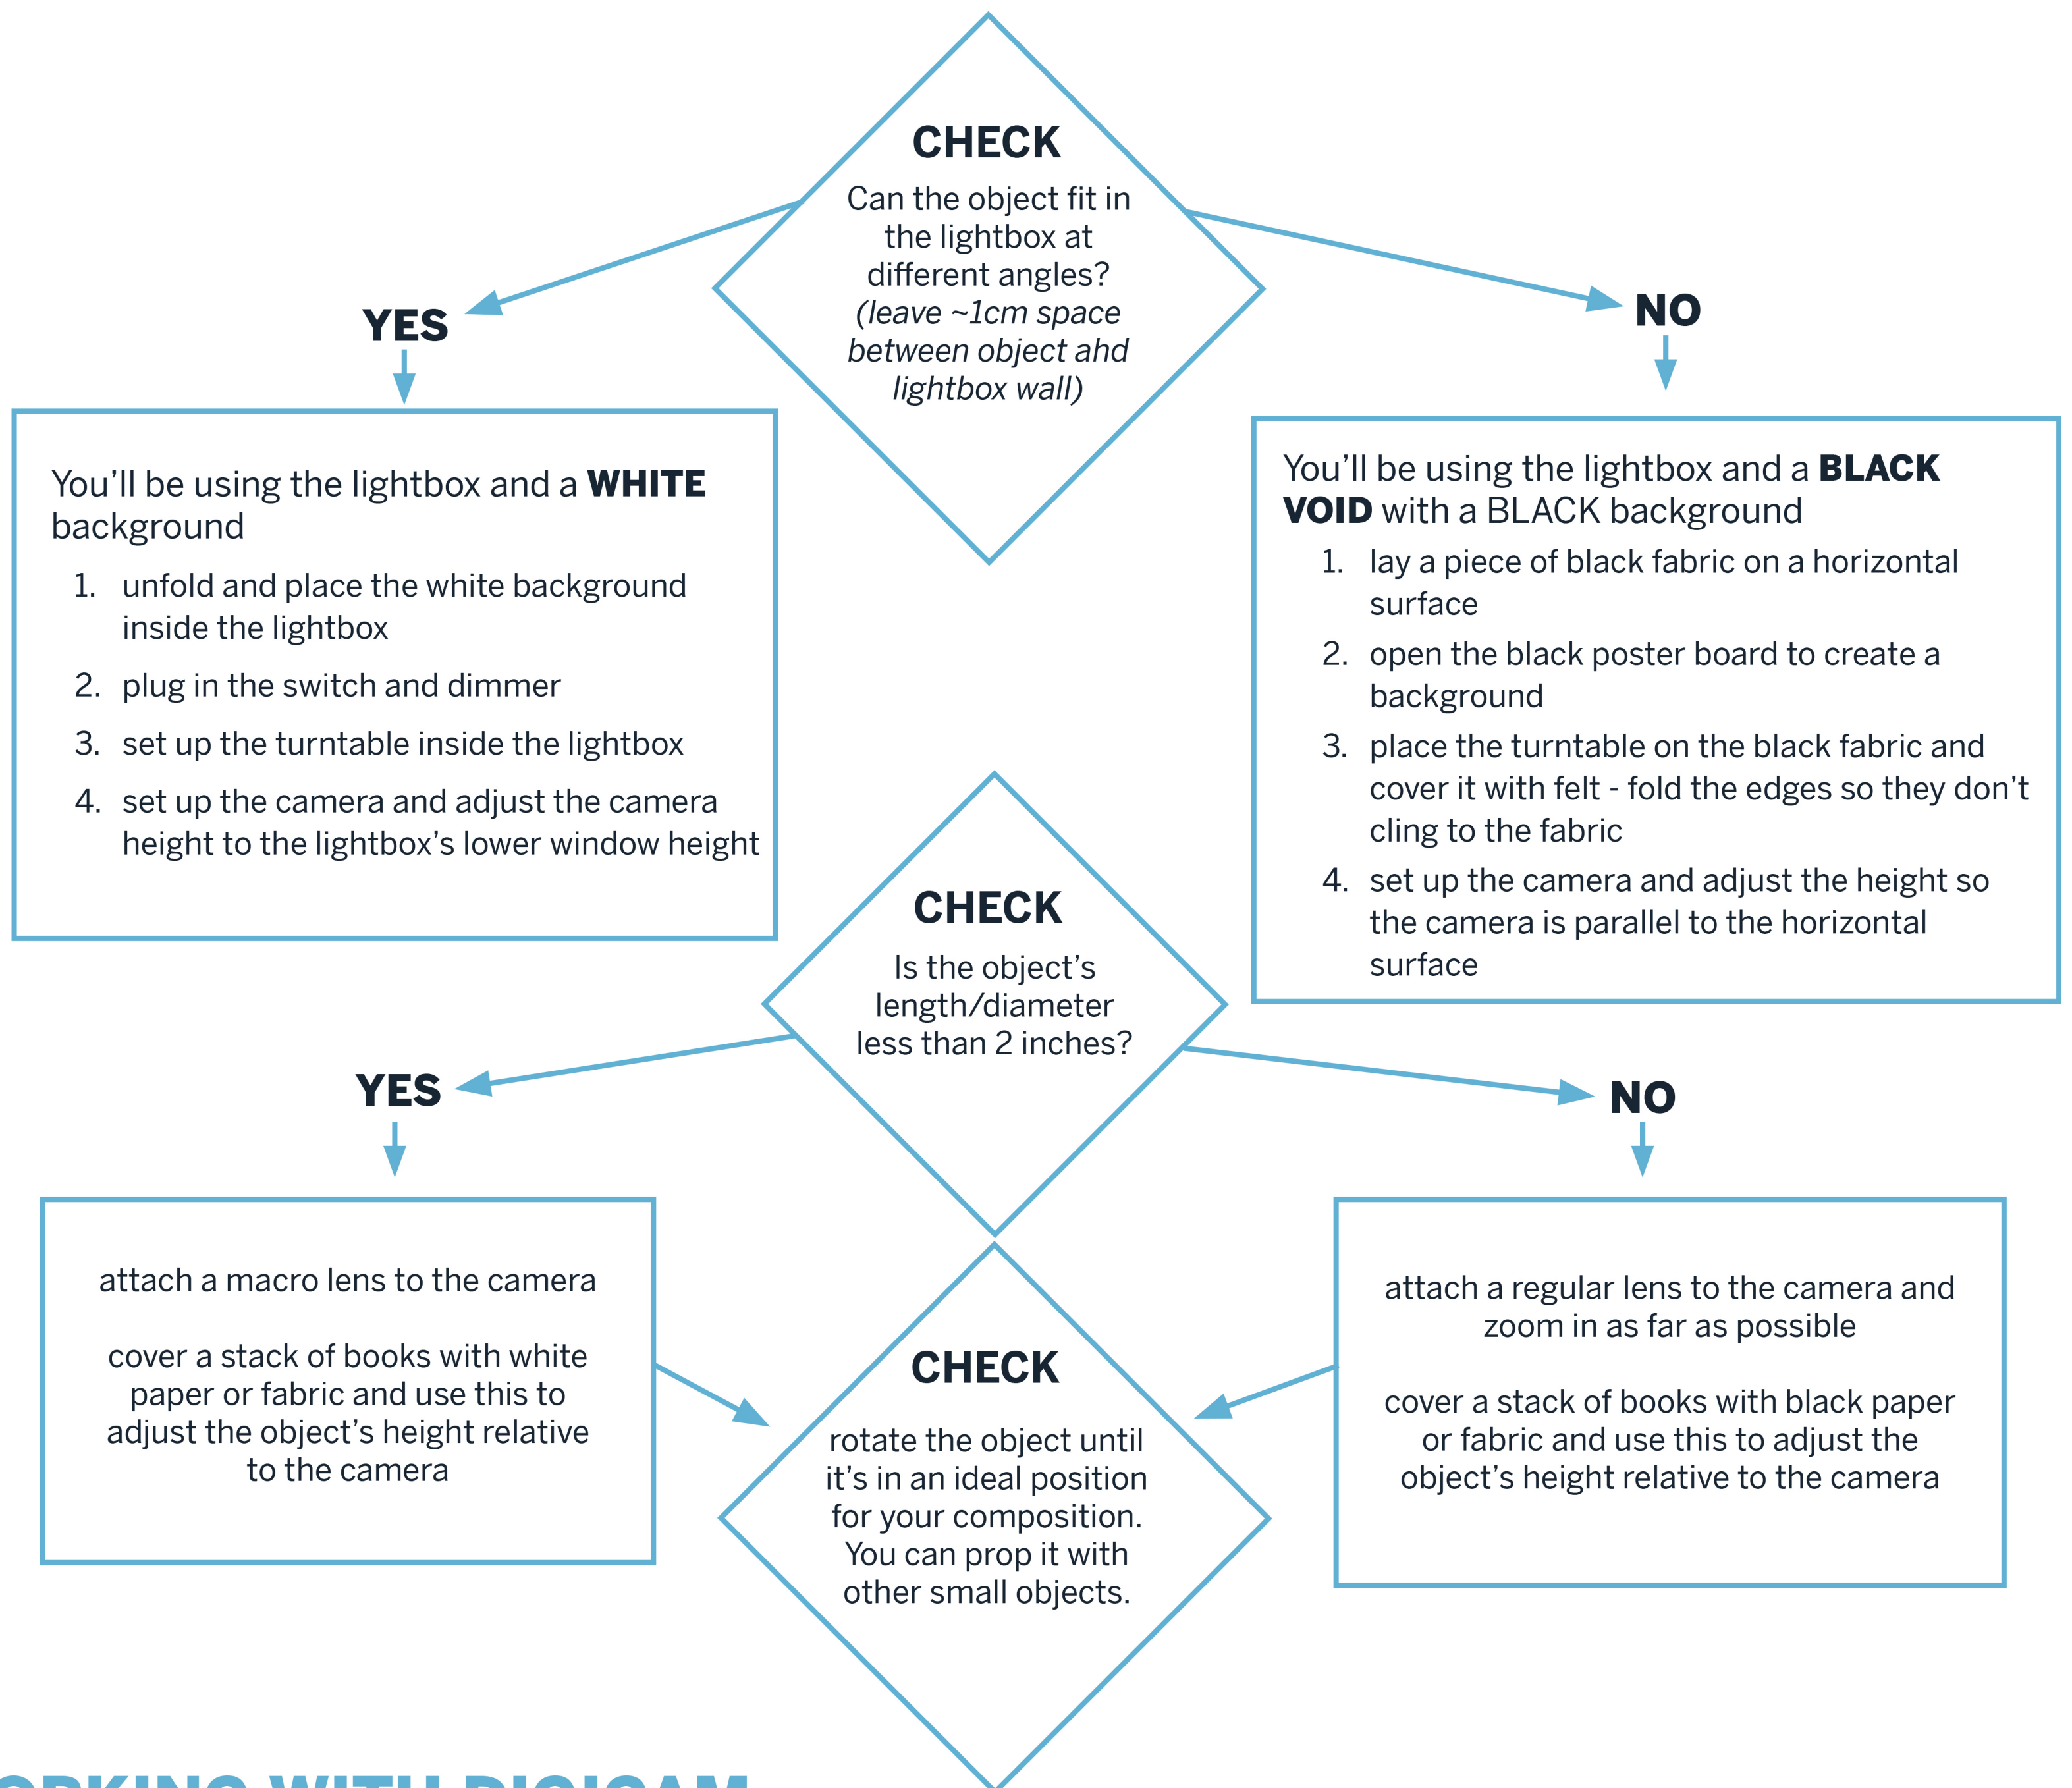 CHECK
Can the object fit in
the lightbox at
different angles?
(leave ~1cm space
between object ahd
lightbox wall)
YES
NO
You'll be using the lightbox and a WHITE
background
1. unfold and place the white background
inside the lightbox
2. plug in the switch and dimmer
3. set up the turntable inside the lightbox
4. set up the camera and adjust the camera
height to the lightbox's lower window height
You'll be using the lightbox and a BLACK
VOID with a BLACK background
1. lay a piece of black fabric on a horizontal
surface
2. open the black poster board to create a
background
3. place the turntable on the black fabric and
cover it with felt - fold the edges so they don't
cling to the fabric
4. set up the camera and adjust the height so
the camera is parallel to the horizontal
surface
CHECK
Is the object's
length/diameter
less than 2 inches?
YES
NO
attach a macro lens to the camera
cover a stack of books with white
paper or fabric and use this to
adjust the object's height relative
to the camera
attach a regular lens to the camera and
zoom in as far as possible
cover a stack of books with black paper
or fabric and use this to adjust the
object's height relative to the camera
CHECK
rotate the object until
it's in an ideal position
for your composition.
You can prop it with
other small objects.
WITH